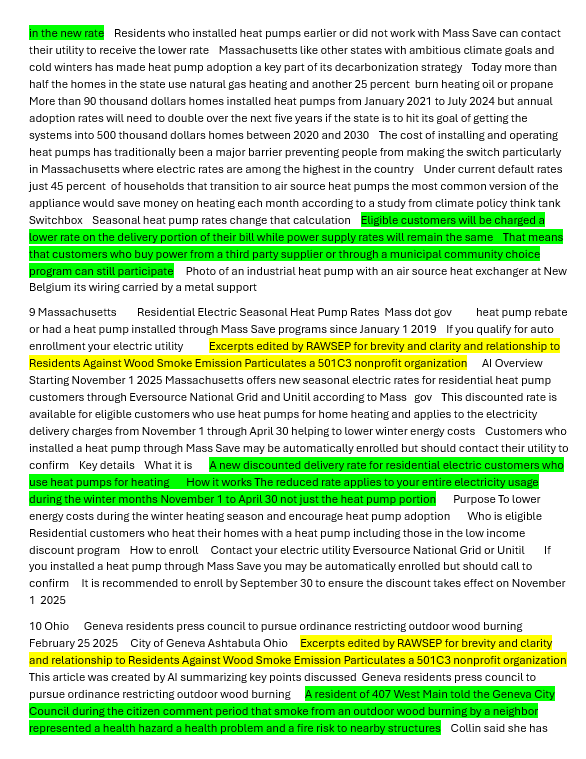 in the new rate    Residents who installed heat pumps earlier or did not work with Mass Save can contact
their utility to receive the lower rate    Massachusetts like other states with ambitious climate goals and
cold winters has made heat pump adoption a key part of its decarbonization strategy    Today more than
half the homes in the state use natural gas heating and another 25 percent  burn heating oil or propane
More than 90 thousand dollars homes installed heat pumps from January 2021 to July 2024 but annual
adoption rates will need to double over the next five years if the state is to hit its goal of getting the
systems into 500 thousand dollars homes between 2020 and 2030    The cost of installing and operating
heat pumps has traditionally been a major barrier preventing people from making the switch particularly
in Massachusetts where electric rates are among the highest in the country    Under current default rates
just 45 percent  of households that transition to air source heat pumps the most common version of the
appliance would save money on heating each month according to a study from climate policy think tank
Switchbox    Seasonal heat pump rates change that calculation    Eligible customers will be charged a
lower rate on the delivery portion of their bill while power supply rates will remain the same    That means
that customers who buy power from a third party supplier or through a municipal community choice
program can still participate    Photo of an industrial heat pump with an air source heat exchanger at New
Belgium its wiring carried by a metal support
9 Massachusetts    Residential Electric Seasonal Heat Pump Rates  Mass dot gov    heat pump rebate
or had a heat pump installed through Mass Save programs since January 1 2019    If you qualify for auto
enrollment your electric utility    Excerpts edited by RAWSEP for brevity and clarity and relationship to
Residents Against Wood Smoke Emission Particulates a 501C3 nonprofit organization    AI Overview
Starting November 1 2025 Massachusetts offers new seasonal electric rates for residential heat pump
customers through Eversource National Grid and Unitil according to Mass  gov    This discounted rate is
available for eligible customers who use heat pumps for home heating and applies to the electricity
delivery charges from November 1 through April 30 helping to lower winter energy costs    Customers who
installed a heat pump through Mass Save may be automatically enrolled but should contact their utility to
confirm    Key details    What it is    A new discounted delivery rate for residential electric customers who
use heat pumps for heating    How it works The reduced rate applies to your entire electricity usage
during the winter months November 1 to April 30 not just the heat pump portion    Purpose To lower
energy costs during the winter heating season and encourage heat pump adoption    Who is eligible
Residential customers who heat their homes with a heat pump including those in the low income
discount program    How to enroll    Contact your electric utility Eversource National Grid or Unitil    If
you installed a heat pump through Mass Save you may be automatically enrolled but should call to
confirm    It is recommended to enroll by September 30 to ensure the discount takes effect on November
1  2025
10 Ohio    Geneva residents press council to pursue ordinance restricting outdoor wood burning
February 25 2025    City of Geneva Ashtabula Ohio    Excerpts edited by RAWSEP for brevity and clarity
and relationship to Residents Against Wood Smoke Emission Particulates a 501C3 nonprofit organization
This article was created by AI summarizing key points discussed  Geneva residents press council to
pursue ordinance restricting outdoor wood burning    A resident of 407 West Main told the Geneva City
Council during the citizen comment period that smoke from an outdoor wood burning by a neighbor
represented a health hazard a health problem and a fire risk to nearby structures    Collin said she has